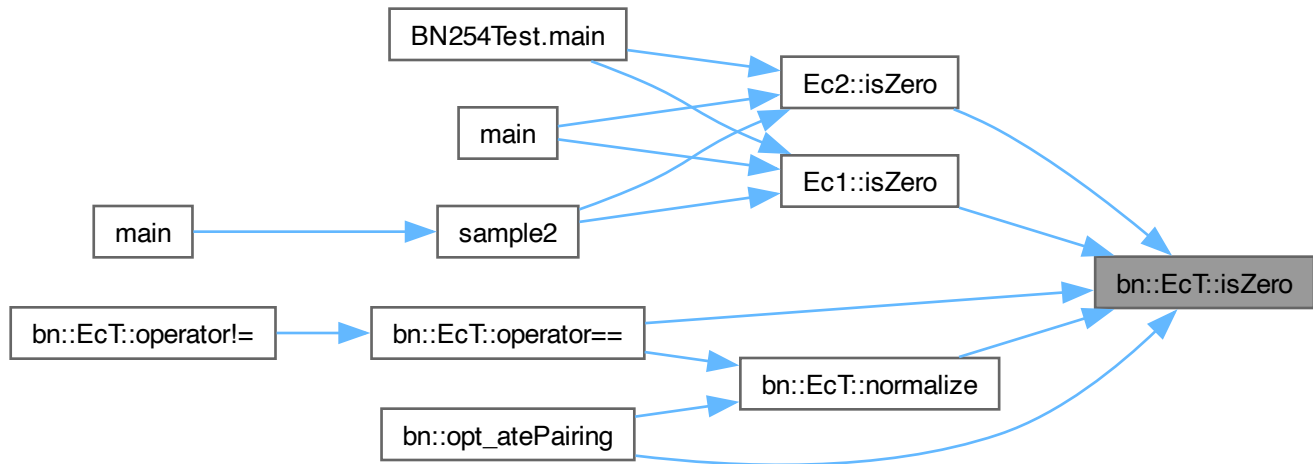 BN254Test.main
Ec2::isZero
main
Ec1::isZero
main
sample2
bn::EcT::isZero
bn::EcT::operator!=
bn::EcT::operator==
bn::EcT::normalize
bn::opt_atePairing